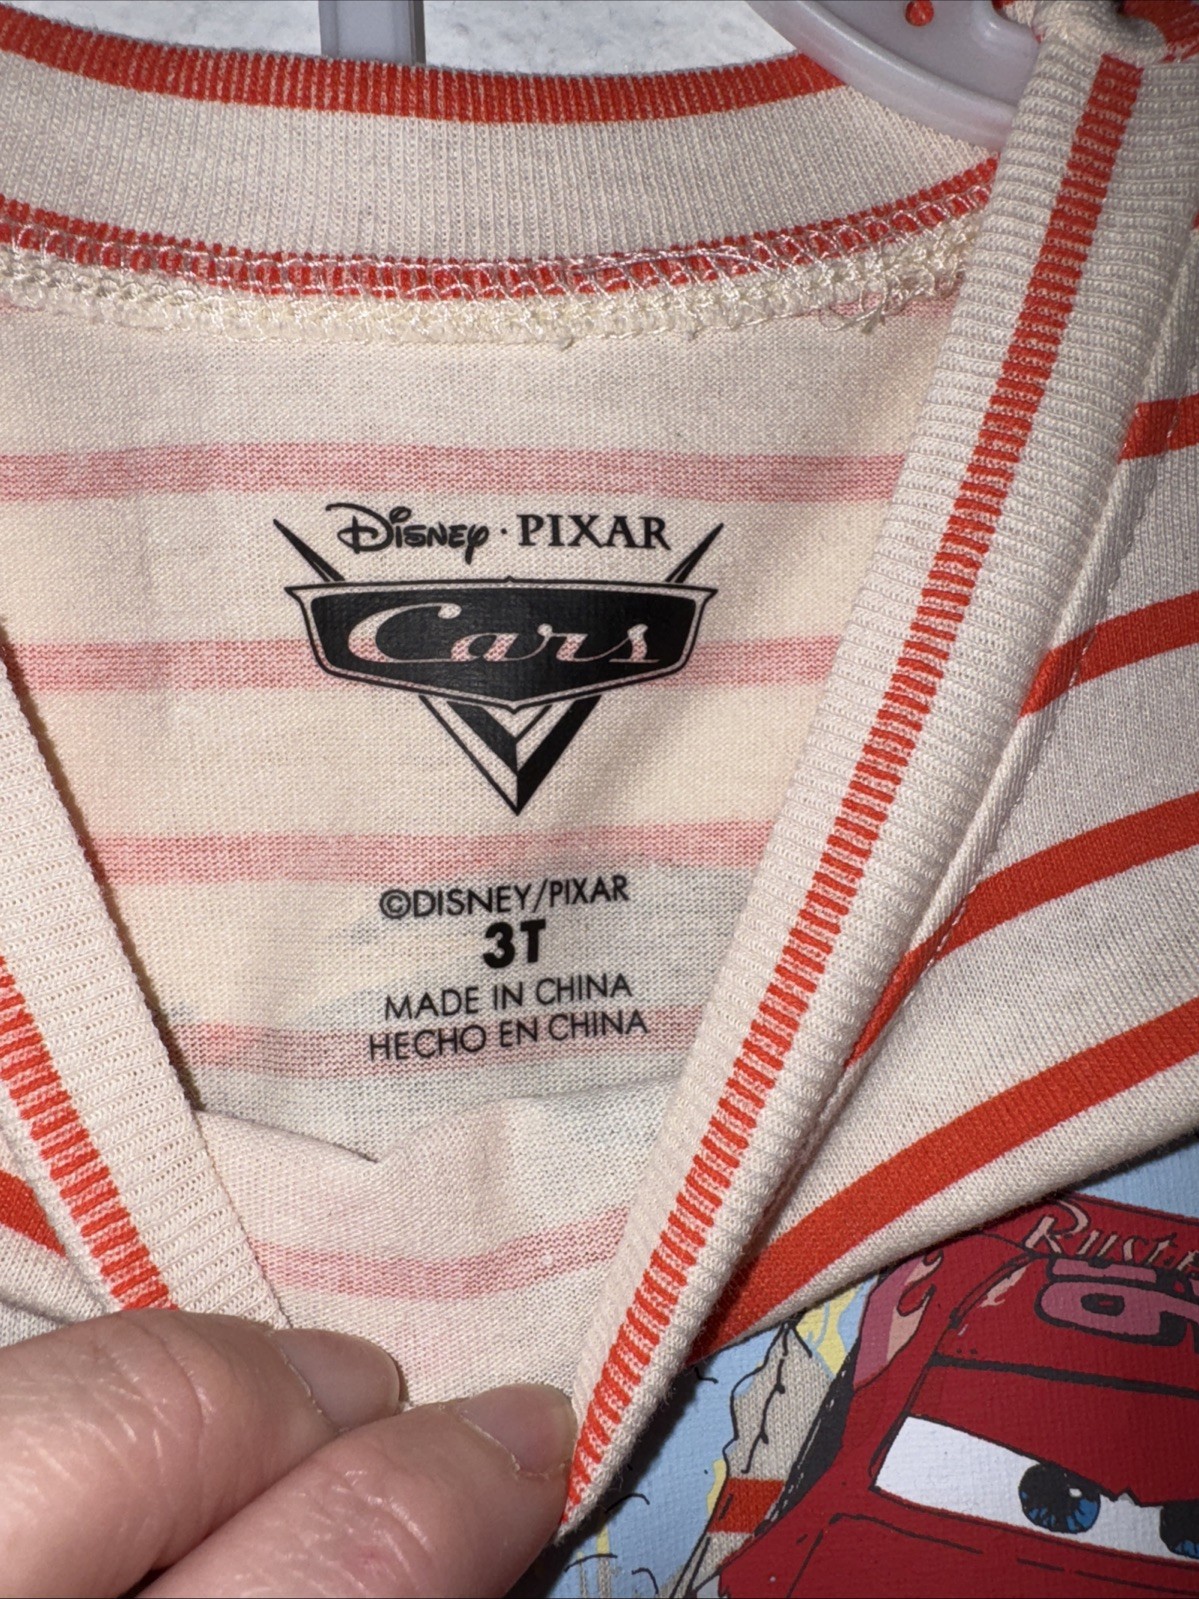 Disney · PIXAR
Cars
©DISNEY/PIXAR
3T
MADE IN CHINA
HECHO EN CHINA